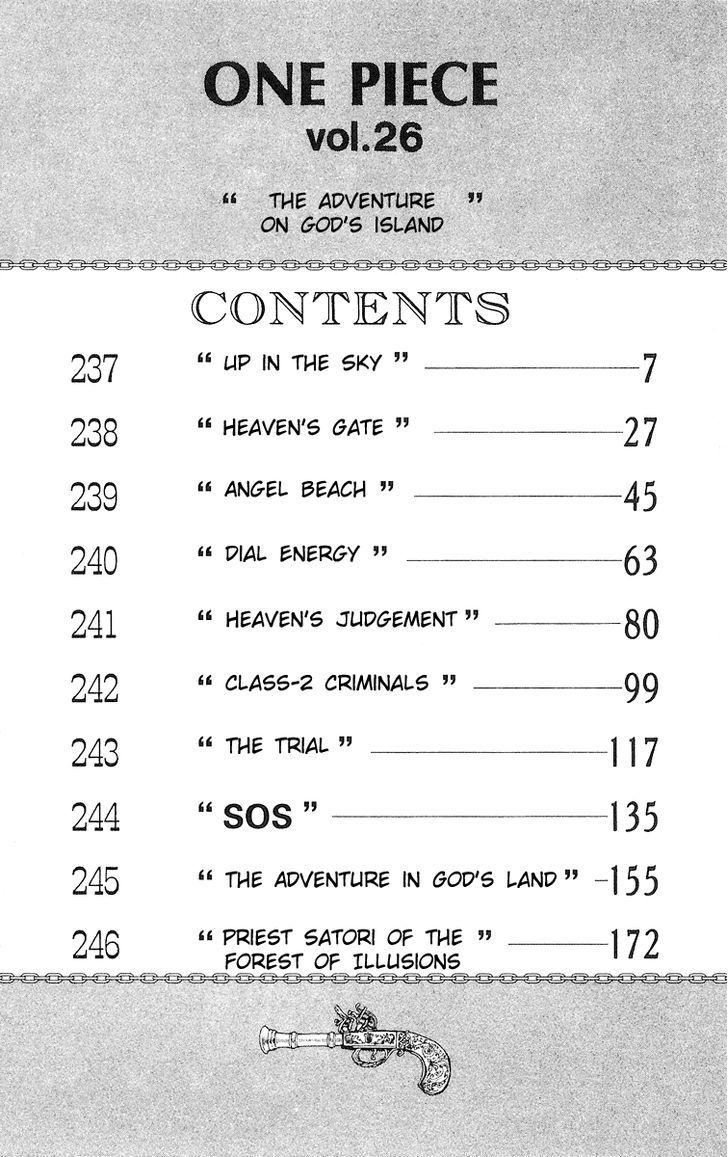 ONE PIECE
vol.26
“ THE ADVENTURE ”
ON GOD'S ISLAND
CONTENTS
237 “ UP IN THE SKY ” 7
238 “ HEAVEN'S GATE ” 27
239 “ ANGEL BEACH ” 45
240 “ DIAL ENERGY ” 63
241 “ HEAVEN'S JUDGEMENT ” 80
242 “ CLASS-2 CRIMINALS ” 99
243 “ THE TRIAL ” 117
244 “ SOS ” 135
245 “ THE ADVENTURE IN GOD'S LAND ” 155
246 “ PRIEST SATORI OF THE ” 172
FOREST OF ILLUSIONS